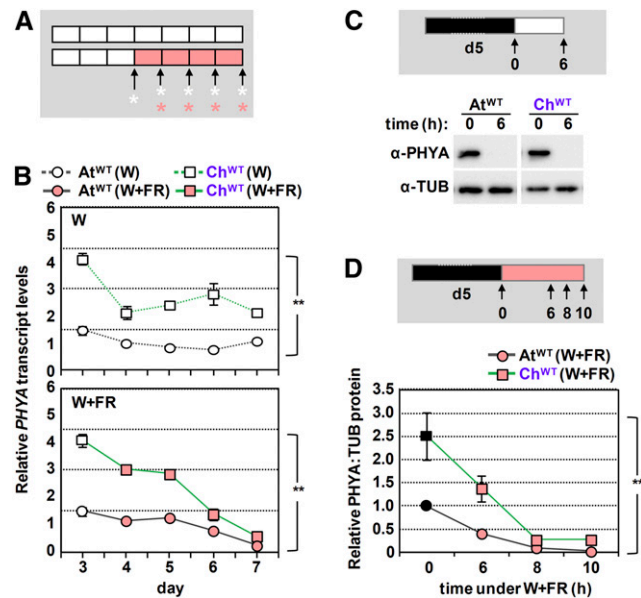 A
* * * * *
* * * *
B
At^WT (W) Ch^WT (W)
At^WT (W+FR) Ch^WT (W+FR)
Relative PHYA transcript levels
W
6
5
4
3
2
1
0
**
W+FR
6
5
4
3
2
1
0
**
3 4 5 6 7
day
C
d5
0 6
At^WT Ch^WT
time (h): 0 6 0 6
α-PHYA
α-TUB
D
d5
0 6 8 10
At^WT (W+FR)
Ch^WT (W+FR)
Relative PHYA:TUB protein
3.5
3.0
2.5
2.0
1.5
1.0
0.5
0
**
0 6 8 10
time under W+FR (h)